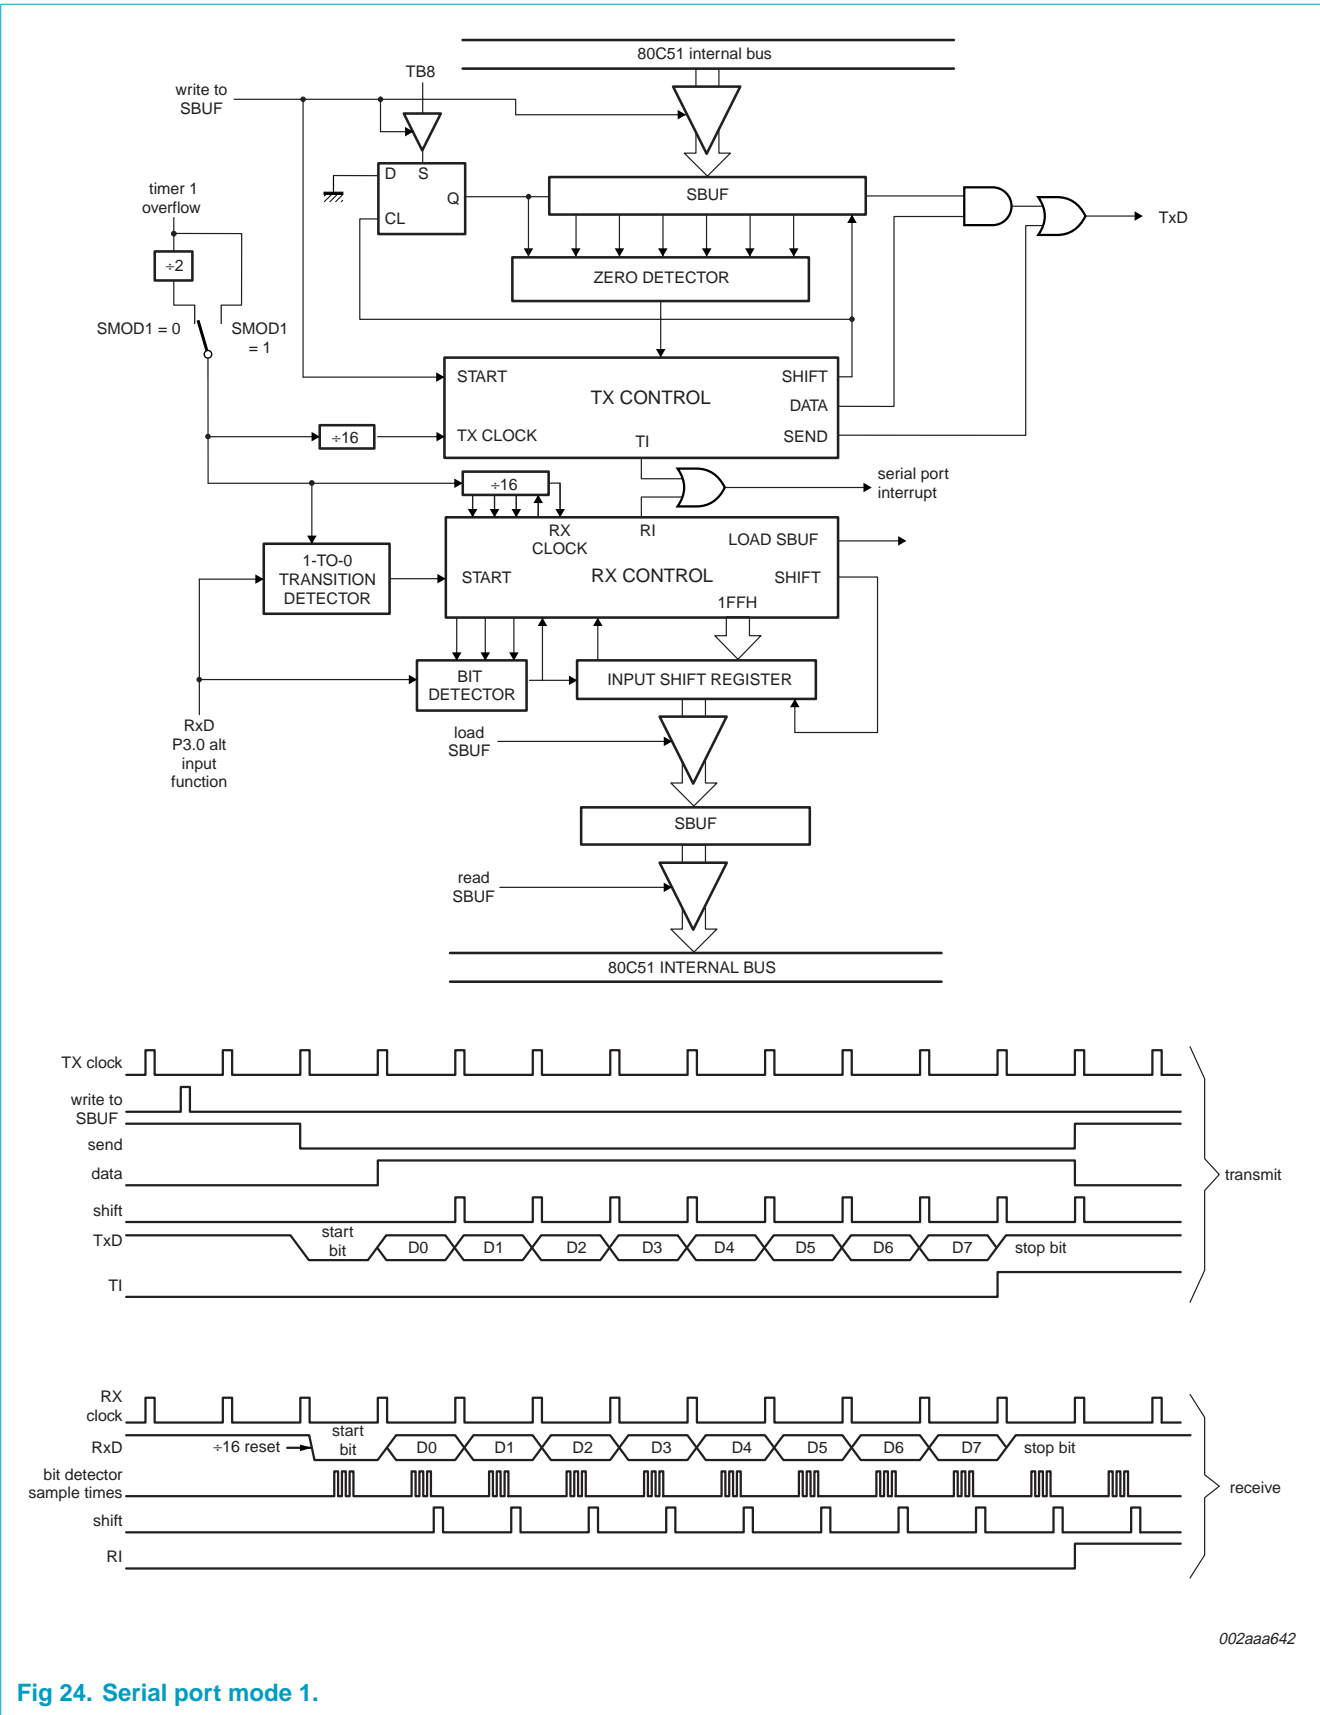 80C51 internal bus
TB8
write to
SBUF
D S
Q
CL
SBUF
TxD
timer 1
overflow
÷2
ZERO DETECTOR
SMOD1 = 0
SMOD1
= 1
START
SHIFT
TX CONTROL
DATA
÷16
TX CLOCK
TI
SEND
÷16
serial port
interrupt
RX
CLOCK
RI
LOAD SBUF
1-TO-0
TRANSITION
DETECTOR
START
RX CONTROL
SHIFT
1FFH
BIT
DETECTOR
INPUT SHIFT REGISTER
RxD
P3.0 alt
input
function
load
SBUF
SBUF
read
SBUF
80C51 INTERNAL BUS
TX clock
write to
SBUF
send
data
transmit
shift
TxD
start
bit
D0 D1 D2 D3 D4 D5 D6 D7 stop bit
TI
RX
clock
RxD
÷16 reset
start
bit
D0 D1 D2 D3 D4 D5 D6 D7 stop bit
bit detector
sample times
receive
shift
RI
002aaa642
Fig 24. Serial port mode 1.